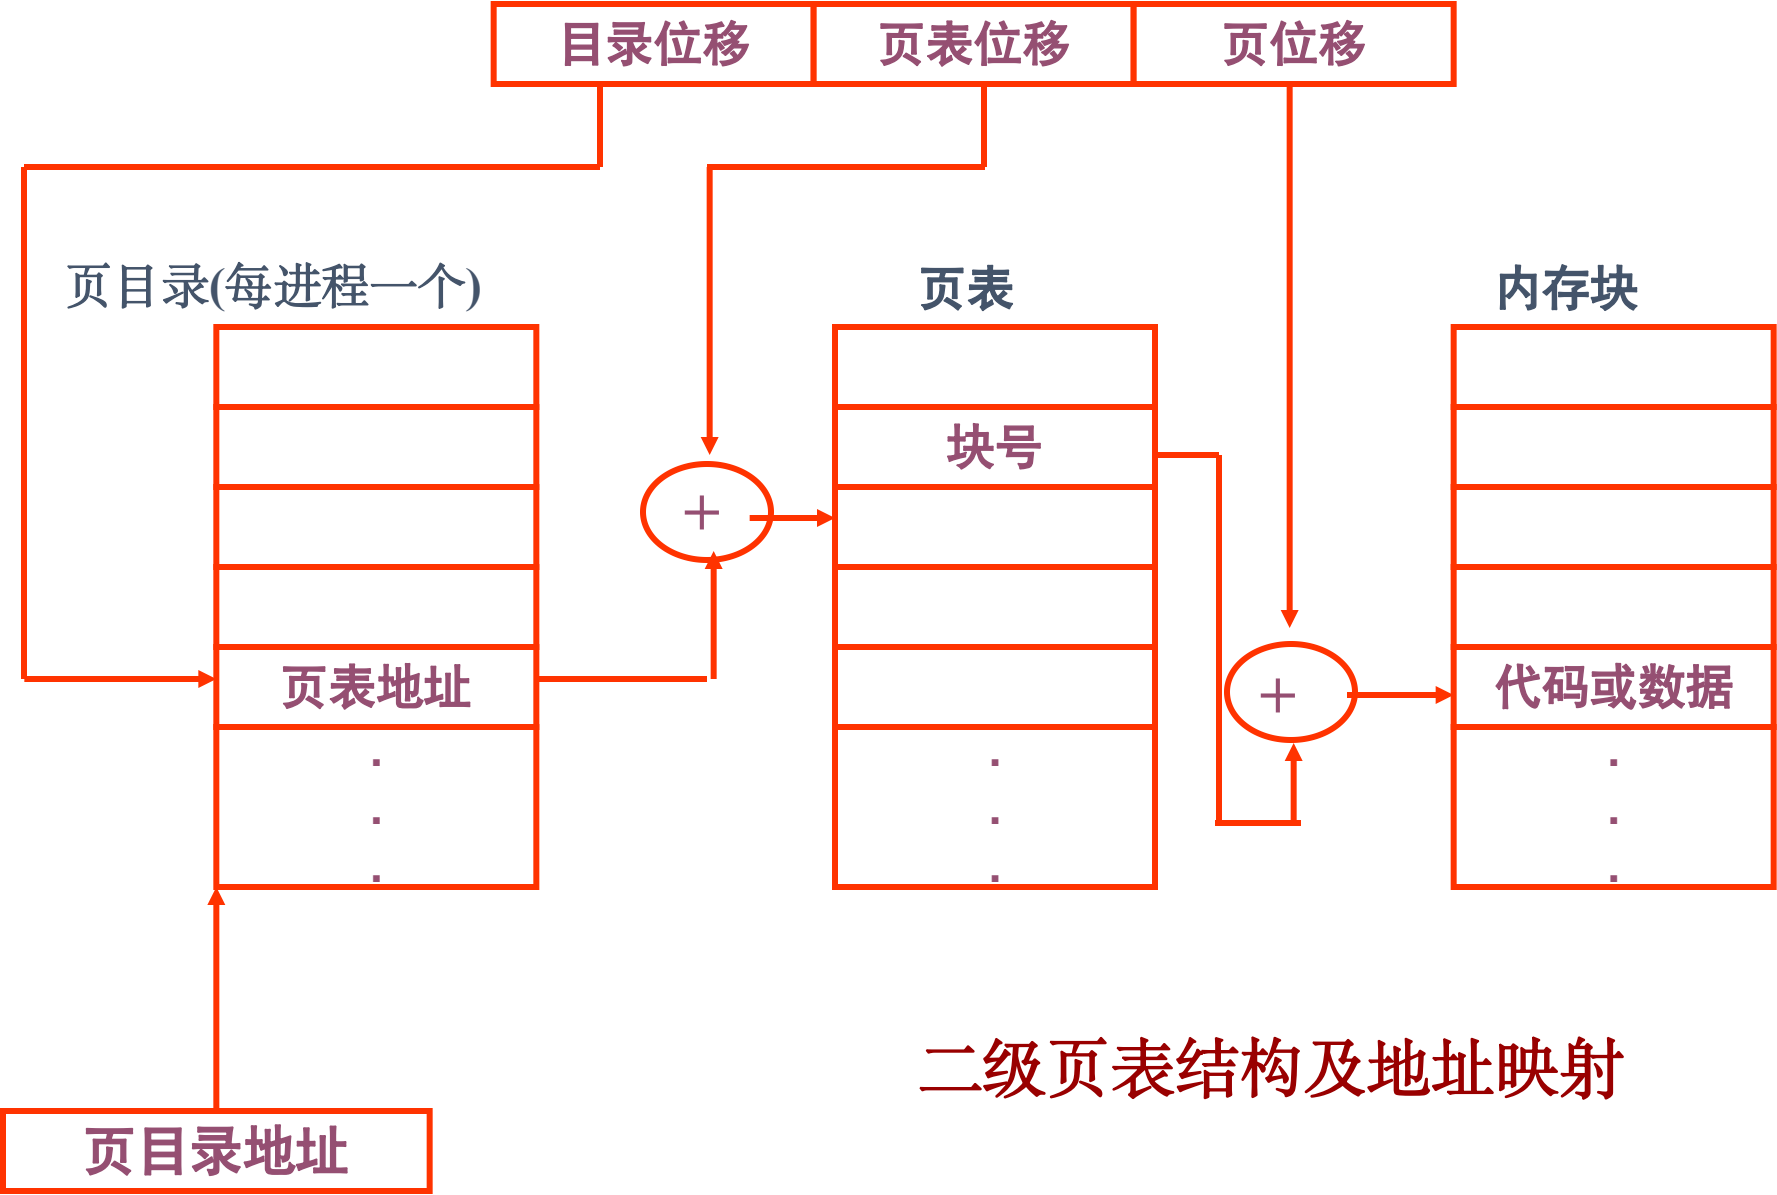 目录位移 页表位移 页位移
页目录(每进程一个) 页表 内存块
块号
+
页表地址 + 代码或数据
. . .
. . .
. . .
二级页表结构及地址映射
页目录地址